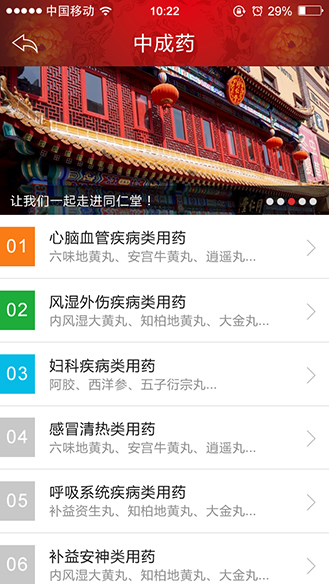 中国移动 10:22 29%
中成药
让我们一起走进同仁堂！
01 心脑血管疾病类用药
六味地黄丸、安宫牛黄丸、逍遥丸...
02 风湿外伤疾病类用药
内风湿大黄丸、知柏地黄丸、大金丸...
03 妇科疾病类用药
阿胶、西洋参、五子衍宗丸...
04 感冒清热类用药
六味地黄丸、安宫牛黄丸、逍遥丸...
05 呼吸系统疾病类用药
补益资生丸、知柏地黄丸、大金丸...
06 补益安神类用药
内风湿大黄丸、知柏地黄丸、大金丸...